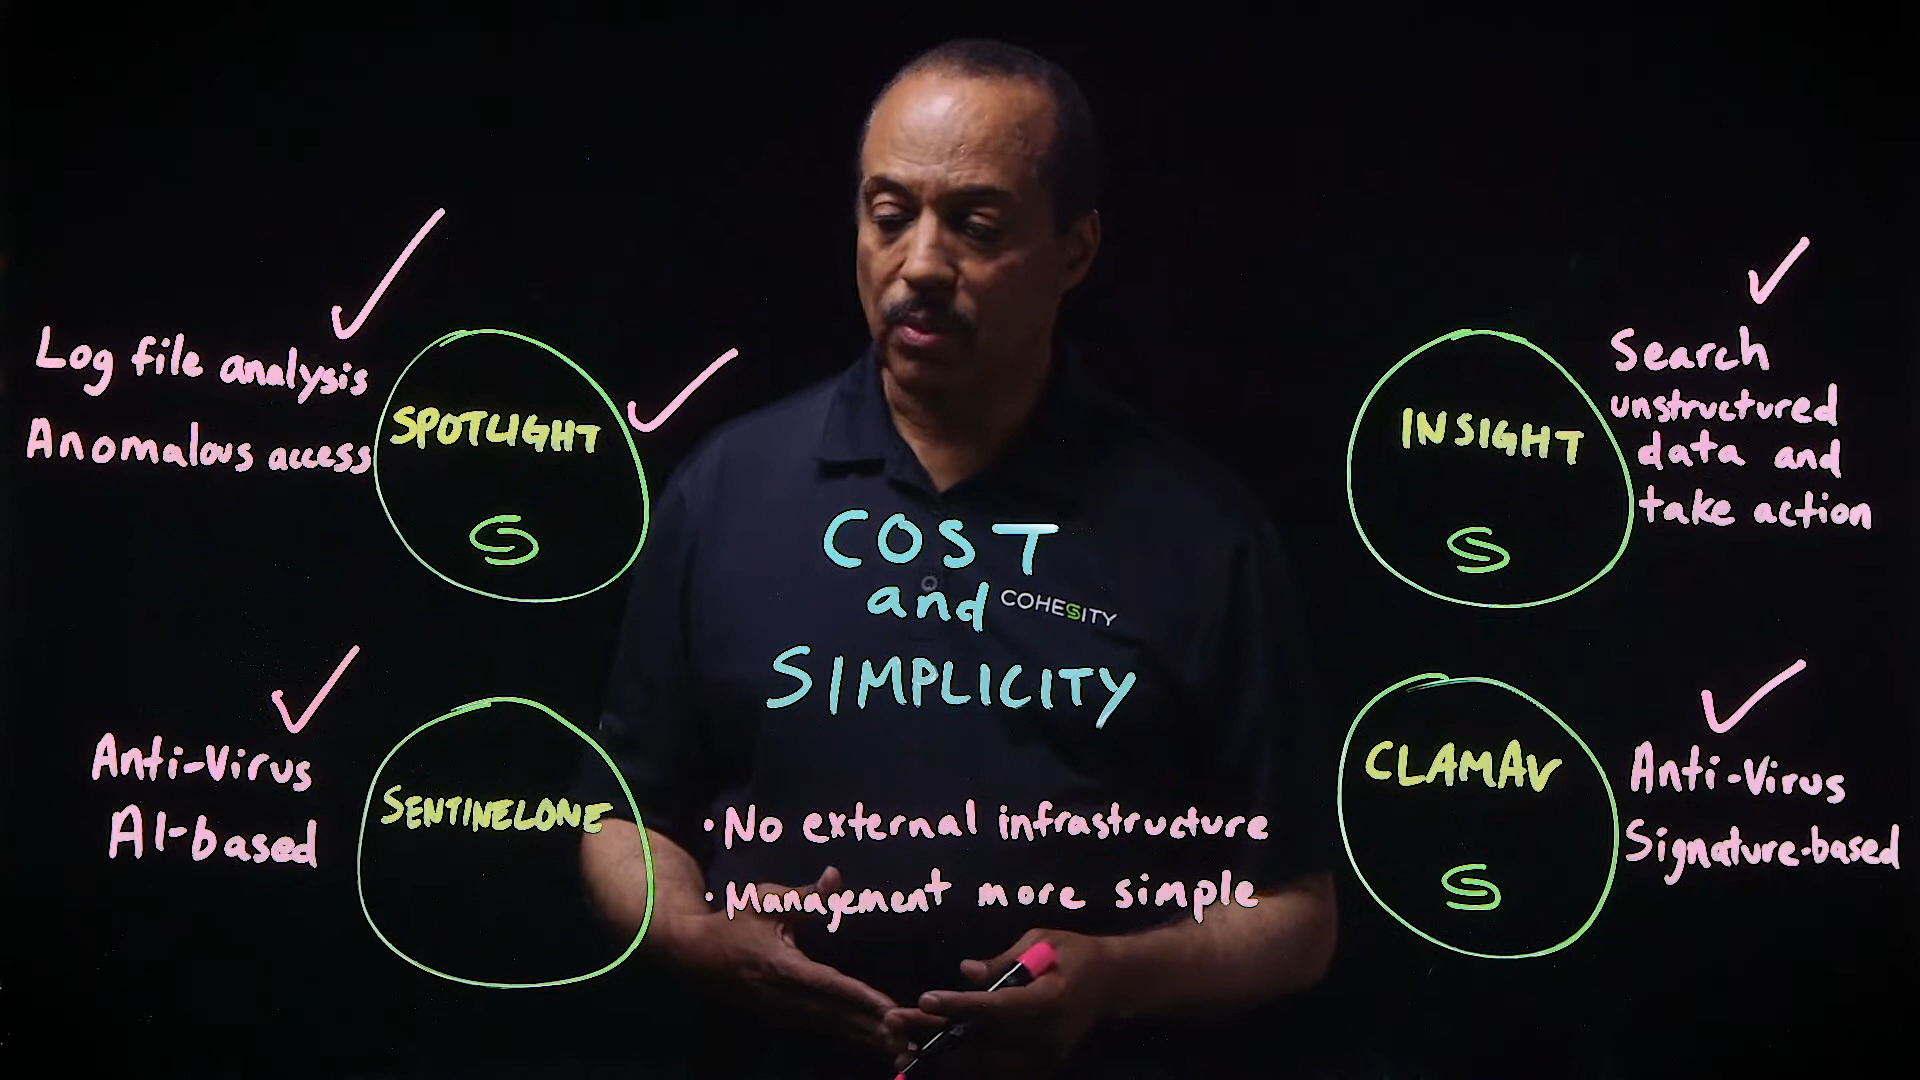 Log file analysis
Anomalous access
SPOTLIGHT
S
Anti-Virus
AI-based
SENTINELONE
COST
and
COHESITY
SIMPLICITY
• No external infrastructure
• Management more simple
INSIGHT
S
Search
unstructured
data and
take action
CLAMAV
S
Anti-Virus
Signature-based